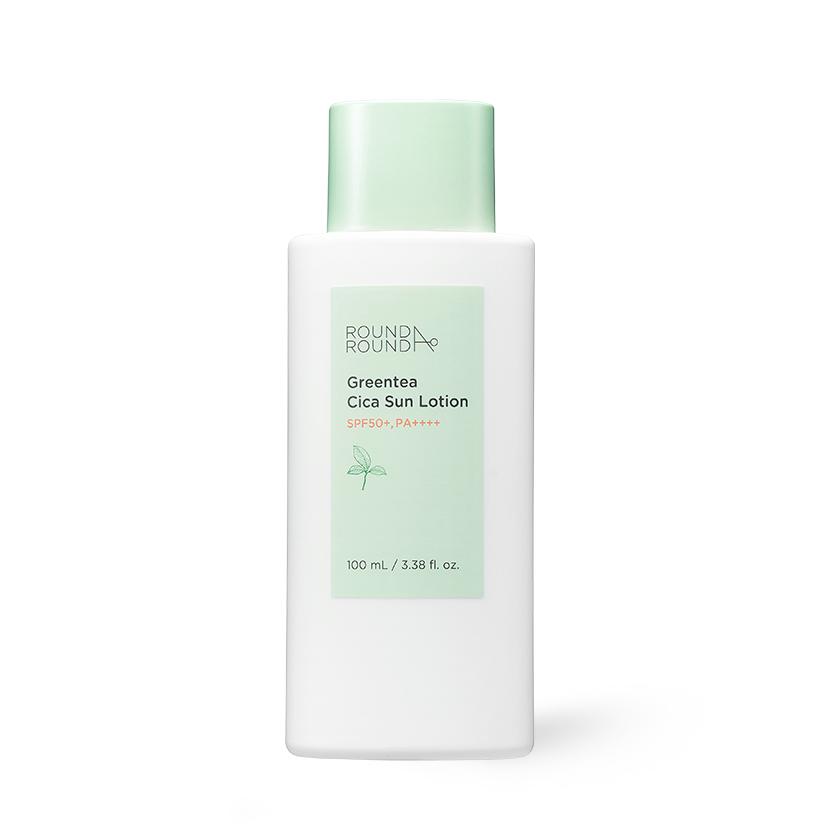 ROUND A
ROUND
Greentea
Cica Sun Lotion
SPF50+, PA++++
100 mL / 3.38 fl. oz.